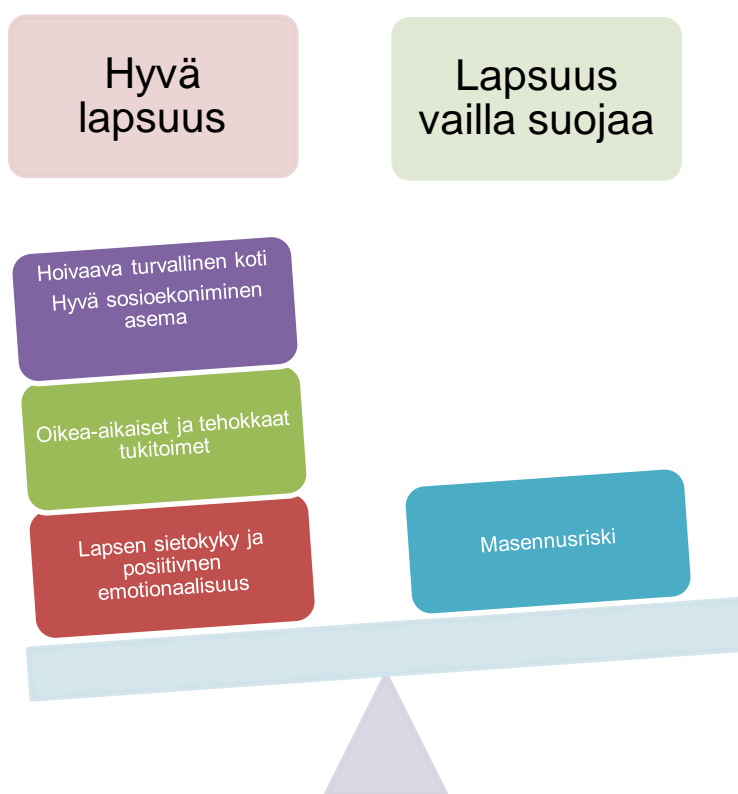 Hyvä
lapsuus
Lapsuus
vailla suojaa
Hoivaava turvallinen koti
Hyvä sosioekoniminen
asema
Oikea-aikaiset ja tehokkaat
tukitoimet
Lapsen sietokyky ja
posiitivnen
emotionaalisuus
Masennusriski